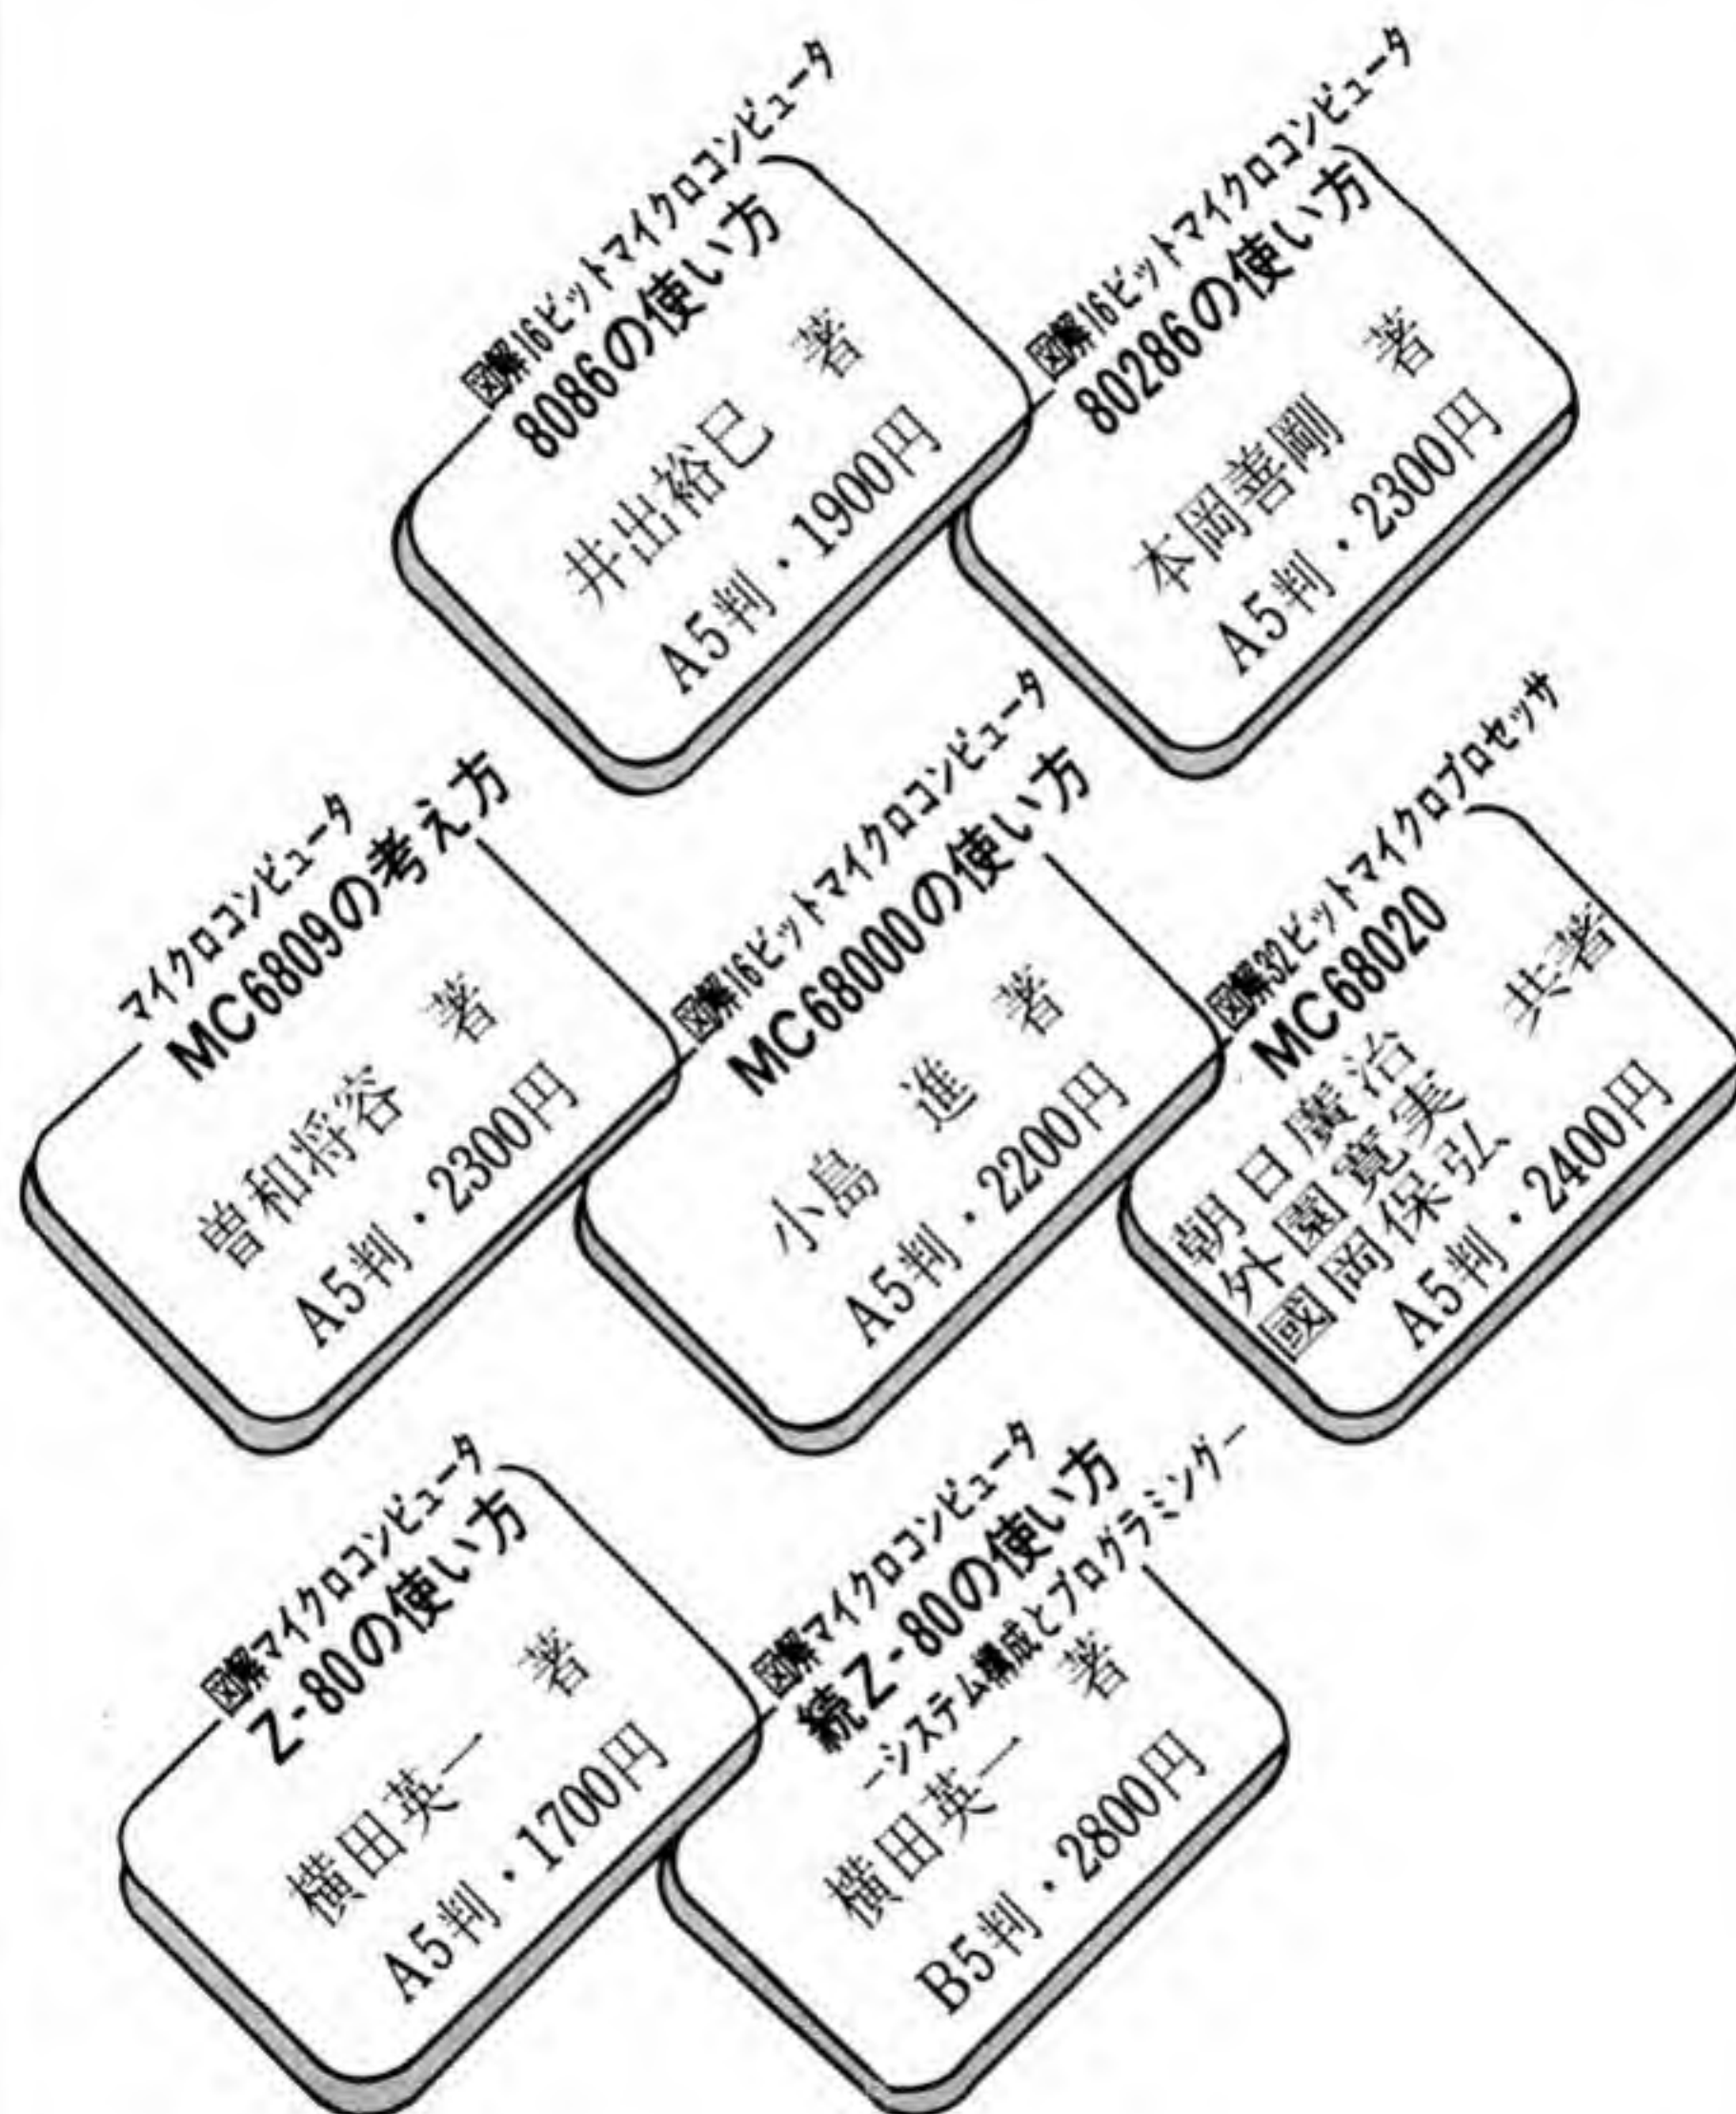 図解16ビットマイクロコンピュータ
8086の使い方
井出裕巳 著
A5判・1900円
図解16ビットマイクロコンピュータ
80286の使い方
本岡善剛 著
A5判・2300円
マイクロコンピュータ
MC6809の考え方
曽和将容 著
A5判・2300円
図解16ビットマイクロコンピュータ
MC68000の使い方
小島 進 著
A5判・2200円
図解32ビットマイクロプロセッサ
MC68020
朝日廣治
外園寛実 共著
國岡保弘
A5判・2400円
図解マイクロコンピュータ
Z-80の使い方
横田英一 著
A5判・1700円
図解マイクロコンピュータ
続Z-80の使い方
−システム構成とプログラミング−
横田英一 著
B5判・2800円